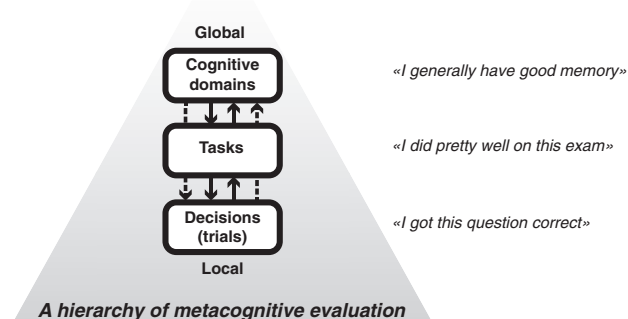 Global
Cognitive
domains
«I generally have good memory»
Tasks
«I did pretty well on this exam»
Decisions
(trials)
«I got this question correct»
Local
A hierarchy of metacognitive evaluation